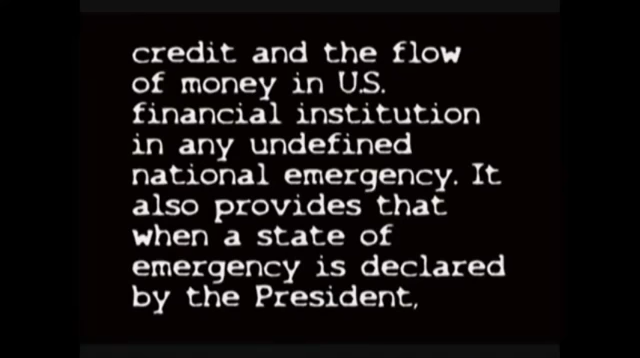 credit and the flow
of money in U.S.
financial institution
in any undefined
national emergency. It
also provides that
when a state of
emergency is declared
by the President,